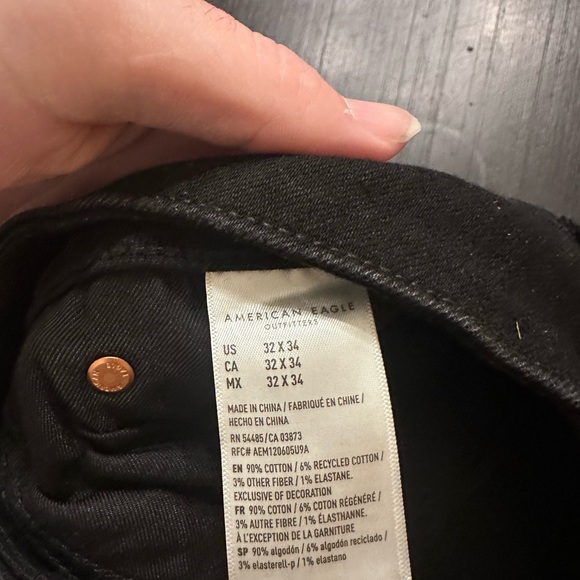 AMERICAN EAGLE
OUTFITTERS
US 32 X 34
CA 32 X 34
MX 32 X 34
MADE IN CHINA / FABRIQUÉ EN CHINE /
HECHO EN CHINA
RN 54485/CA 03873
RFC# AEM120605U9A
EN 90% COTTON / 6% RECYCLED COTTON /
3% OTHER FIBER / 1% ELASTANE.
EXCLUSIVE OF DECORATION
FR 90% COTON / 6% COTON RÉGÉNÉRÉ /
3% AUTRE FIBRE / 1% ÉLASTHANNE.
À L'EXCEPTION DE LA GARNITURE
SP 90% algodón / 6% algodón reciclado /
3% elasterell-p / 1% elastano